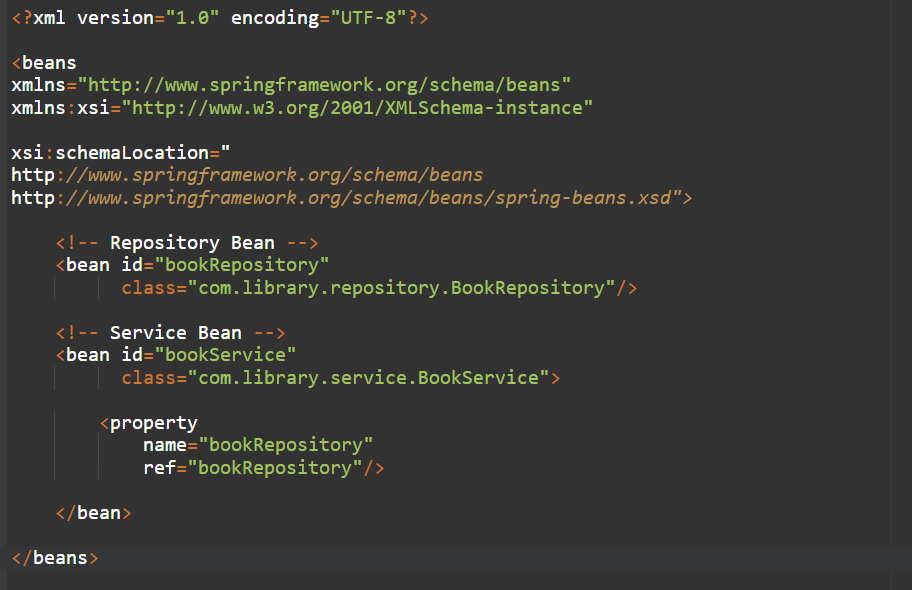 <?xml version="1.0" encoding="UTF-8"?>
<beans
xmlns="http://www.springframework.org/schema/beans"
xmlns:xsi="http://www.w3.org/2001/XMLSchema-instance"
xsi:schemaLocation="
http://www.springframework.org/schema/beans
http://www.springframework.org/schema/beans/spring-beans.xsd">
<!-- Repository Bean -->
<bean id="bookRepository"
class="com.library.repository.BookRepository"/>
<!-- Service Bean -->
<bean id="bookService"
class="com.library.service.BookService">
<property
name="bookRepository"
ref="bookRepository"/>
</bean>
</beans>